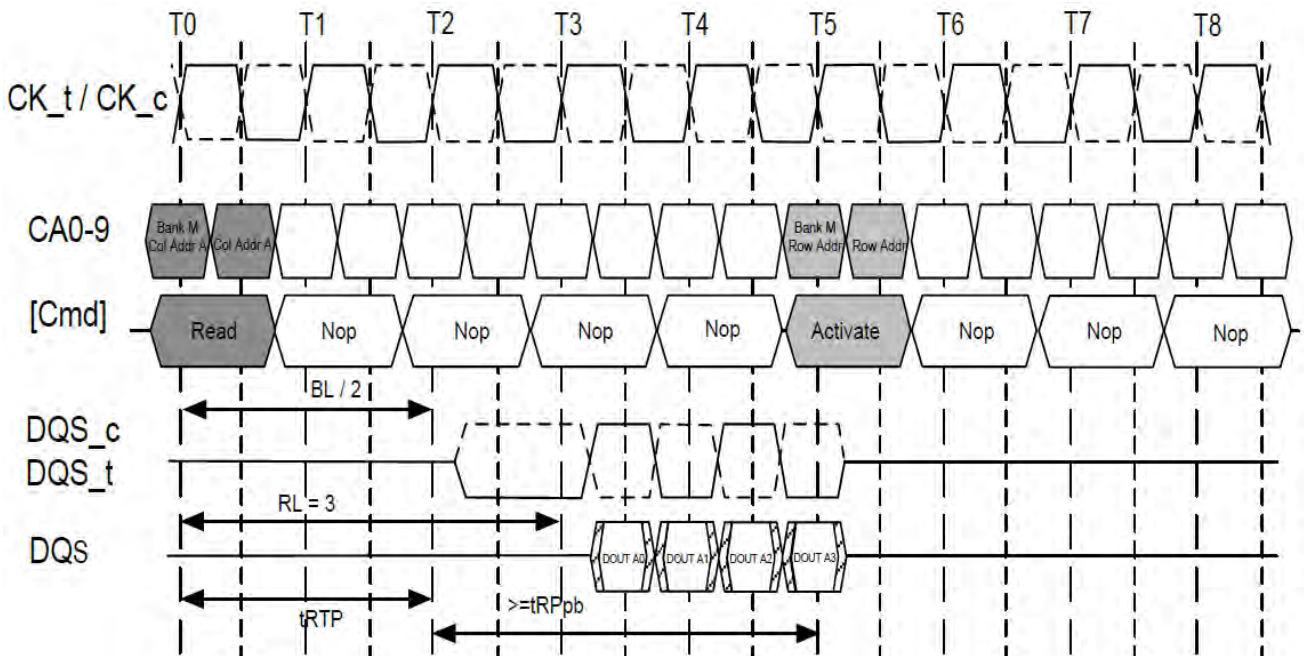 T0 T1 T2 T3 T4 T5 T6 T7 T8
CK_t / CK_c
CA0-9
Bank M
Col Addr A
Col Addr A
Bank M
Row Addr
Row Addr
[Cmd]
Read Nop Nop Nop Nop Activate Nop Nop Nop
BL / 2
DQS_c
DQS_t
RL = 3
DQs
DOUT A0 DOUT A1 DOUT A2 DOUT A3
tRTP
>=tRPpb